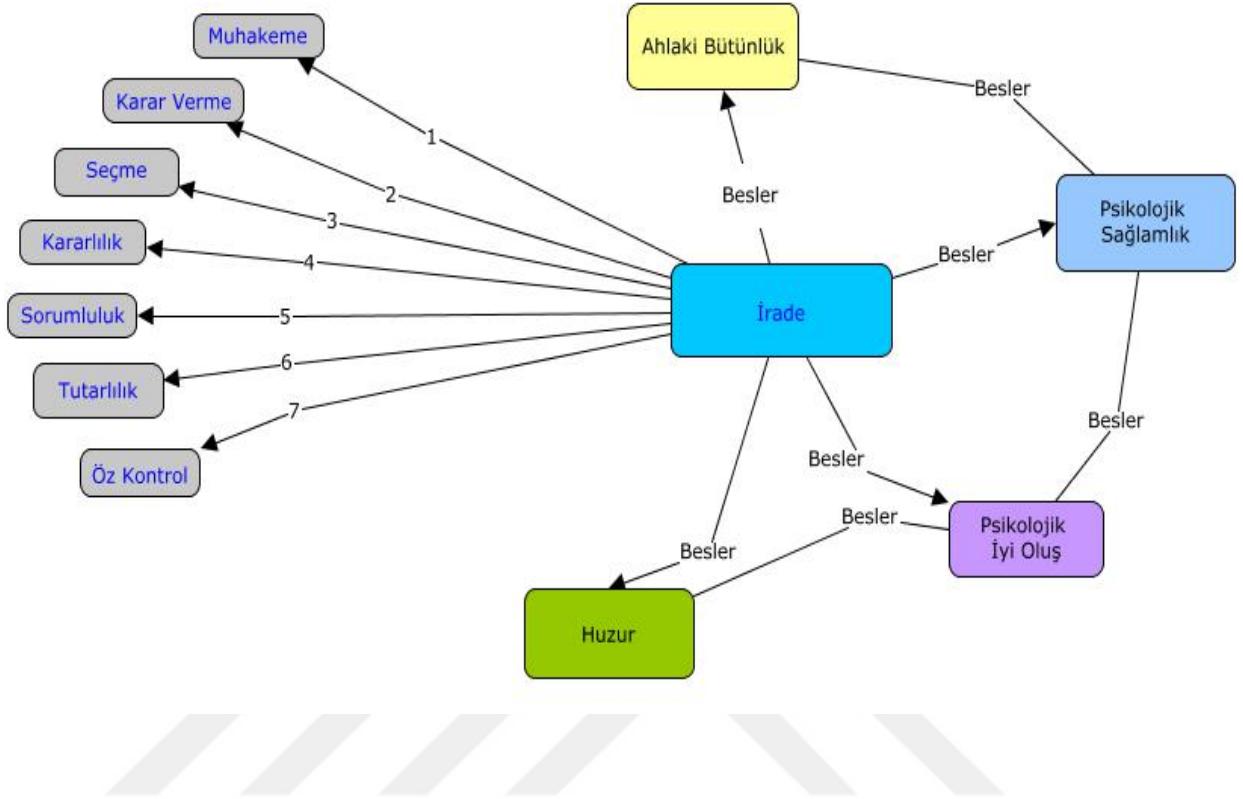 Muhakeme
Karar Verme
Seçme
Kararlılık
Sorumluluk
Tutarlılık
Öz Kontrol
1
2
3
4
5
6
7
İrade
Ahlaki Bütünlük
Besler
Besler
Psikolojik
Sağlamlık
Besler
Besler
Besler
Psikolojik
İyi Oluş
Besler
Besler
Huzur